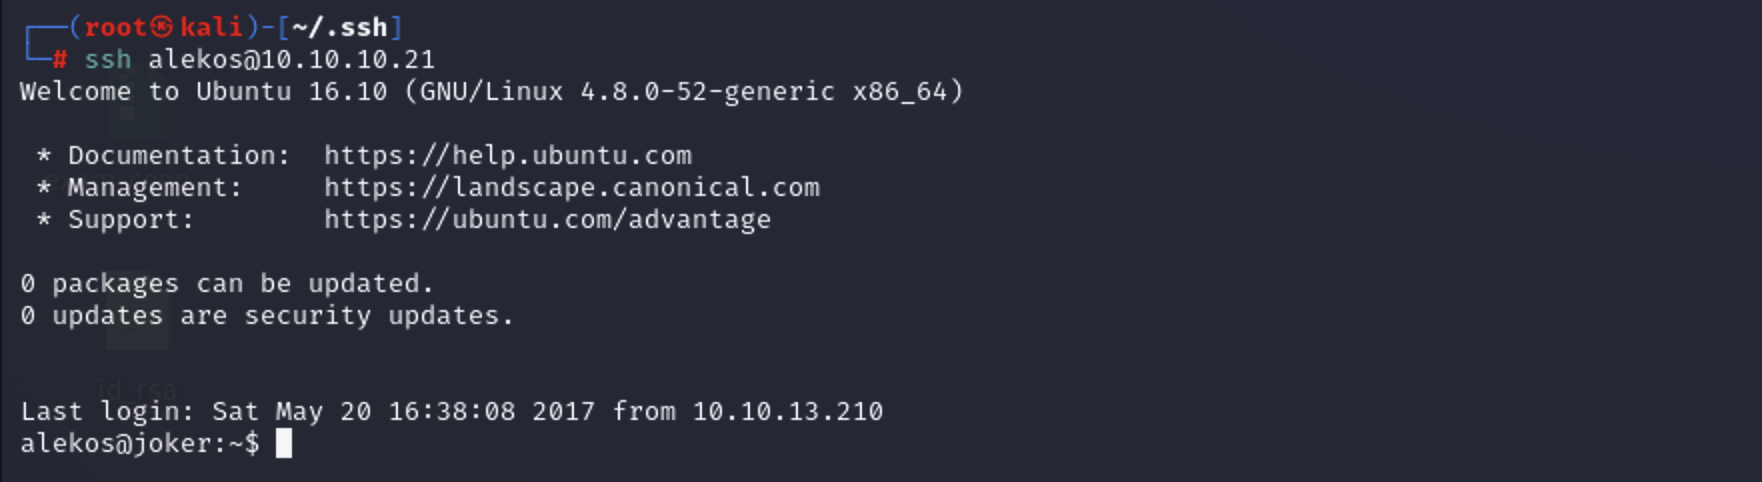 ┌──(root㉿kali)-[~/.ssh]
└─# ssh alekos@10.10.10.21
Welcome to Ubuntu 16.10 (GNU/Linux 4.8.0-52-generic x86_64)
 * Documentation:  https://help.ubuntu.com
 * Management:     https://landscape.canonical.com
 * Support:        https://ubuntu.com/advantage
0 packages can be updated.
0 updates are security updates.
id_rsa
Last login: Sat May 20 16:38:08 2017 from 10.10.13.210
alekos@joker:~$